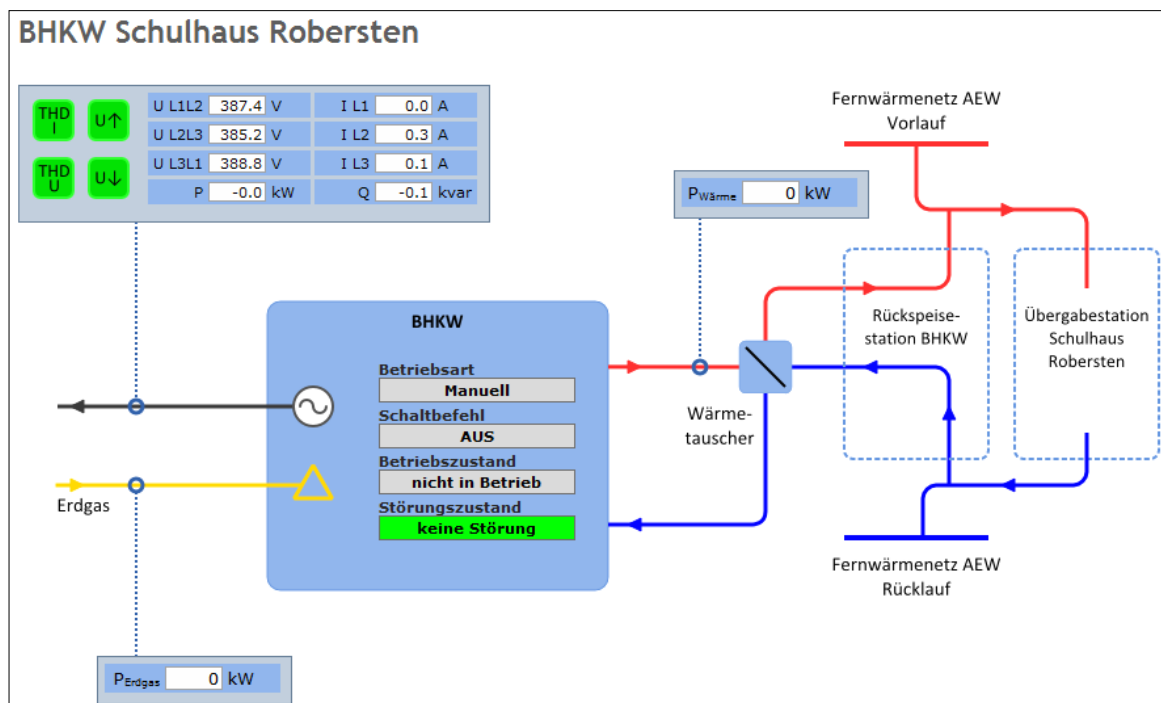 BHKW Schulhaus Robersten
THD I
U↑
U L1L2 387.4 V
I L1 0.0 A
U L2L3 385.2 V
I L2 0.3 A
THD U
U↓
U L3L1 388.8 V
I L3 0.1 A
P -0.0 kW
Q -0.1 kvar
Fernwärmenetz AEW
Vorlauf
PWärme 0 kW
BHKW
Betriebsart
Manuell
Schaltbefehl
AUS
Betriebszustand
nicht in Betrieb
Störungszustand
keine Störung
Erdgas
Wärme-
tauscher
Rückspeise-
station BHKW
Übergabestation
Schulhaus
Robersten
Fernwärmenetz AEW
Rücklauf
PErdgas 0 kW